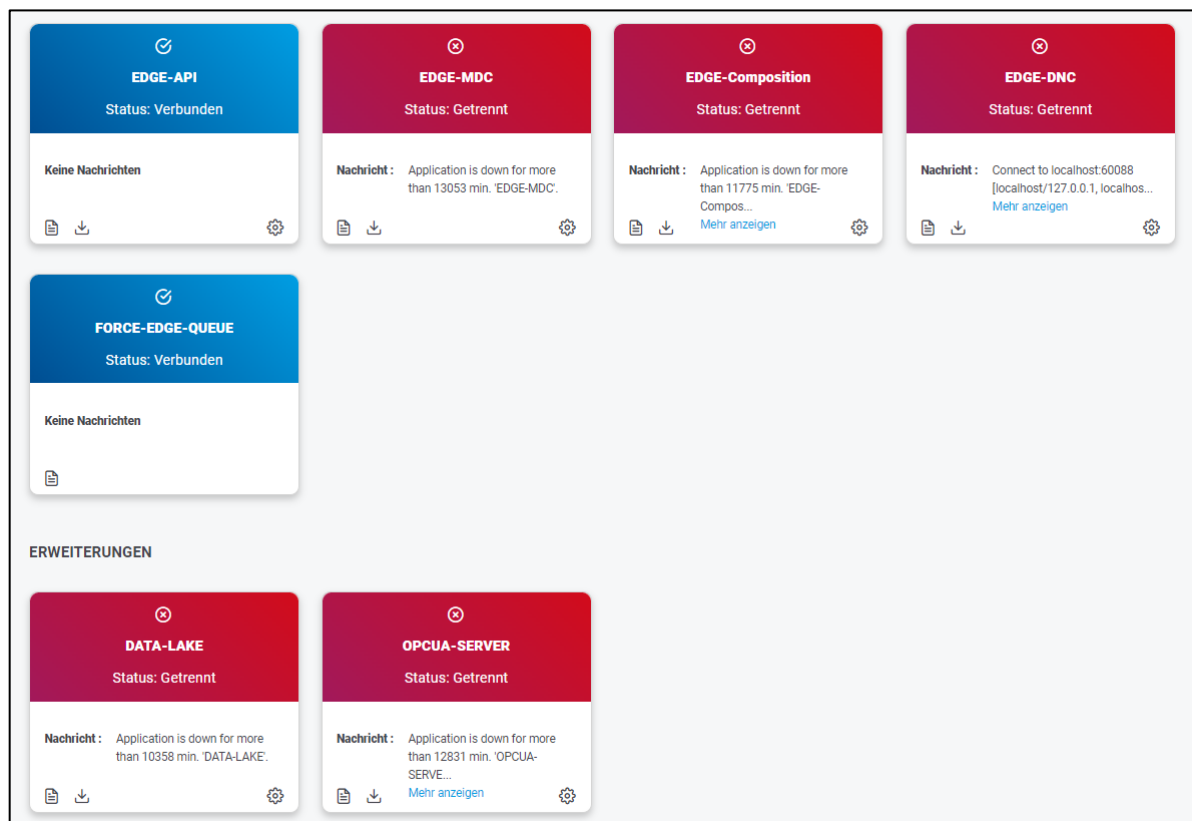 EDGE-API
Status: Verbunden
Keine Nachrichten
EDGE-MDC
Status: Getrennt
Nachricht : Application is down for more
than 13053 min. 'EDGE-MDC'.
EDGE-Composition
Status: Getrennt
Nachricht : Application is down for more
than 11775 min. 'EDGE-
Compos...
Mehr anzeigen
EDGE-DNC
Status: Getrennt
Nachricht : Connect to localhost:60088
[localhost/127.0.0.1, localhos...
Mehr anzeigen
FORCE-EDGE-QUEUE
Status: Verbunden
Keine Nachrichten
ERWEITERUNGEN
DATA-LAKE
Status: Getrennt
Nachricht : Application is down for more
than 10358 min. 'DATA-LAKE'.
OPCUA-SERVER
Status: Getrennt
Nachricht : Application is down for more
than 12831 min. 'OPCUA-
SERVE...
Mehr anzeigen